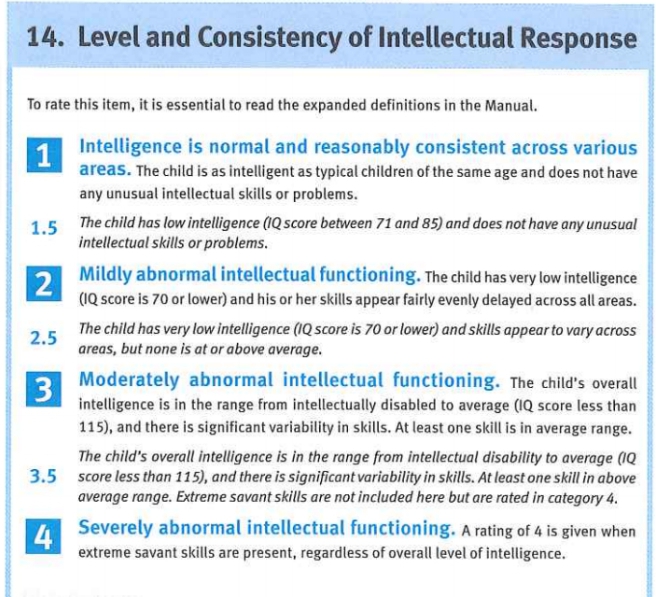 14. Level and Consistency of Intellectual Response
To rate this item, it is essential to read the expanded definitions in the Manual.
1 Intelligence is normal and reasonably consistent across various
areas. The child is as intelligent as typical children of the same age and does not have
any unusual intellectual skills or problems.
1.5 The child has low intelligence (IQ score between 71 and 85) and does not have any unusual
intellectual skills or problems.
2 Mildly abnormal intellectual functioning. The child has very low intelligence
(IQ score is 70 or lower) and his or her skills appear fairly evenly delayed across all areas.
2.5 The child has very low intelligence (IQ score is 70 or lower) and skills appear to vary across
areas, but none is at or above average.
3 Moderately abnormal intellectual functioning. The child's overall
intelligence is in the range from intellectually disabled to average (IQ score less than
115), and there is significant variability in skills. At least one skill is in average range.
The child's overall intelligence is in the range from intellectual disability to average (IQ
3.5 score less than 115), and there is significant variability in skills. At least one skill in above
average range. Extreme savant skills are not included here but are rated in category 4.
4 Severely abnormal intellectual functioning. A rating of 4 is given when
extreme savant skills are present, regardless of overall level of intelligence.